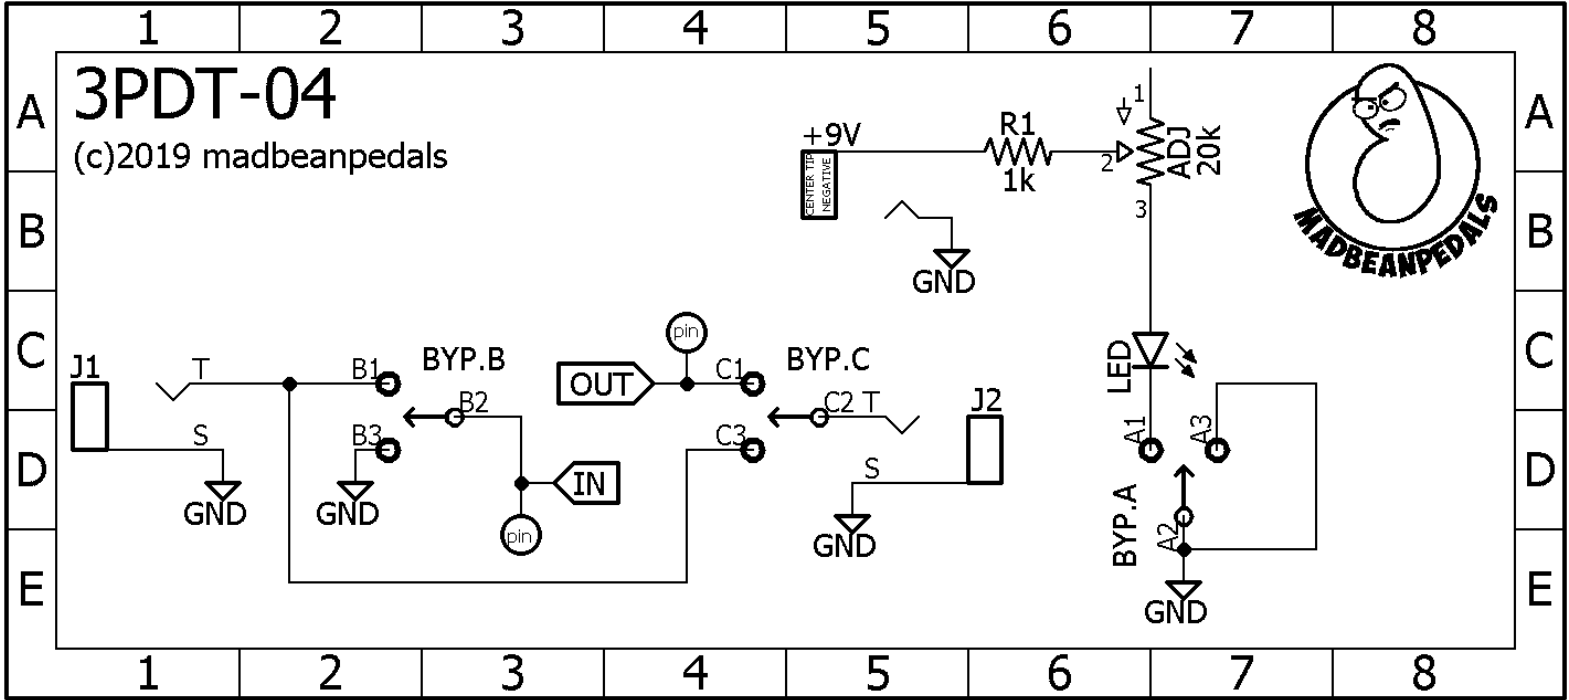 1 2 3 4 5 6 7 8
3PDT-04
(c)2019 madbeanpedals
A
A
+9V
CENTER TIP
NEGATIVE
R1
1k
1
2
3
ADJ
20k
MADBEANPEDALS
B
B
GND
C
C
J1
T
B1
BYP.B
B2
B3
S
GND
GND
pin
OUT
C1
BYP.C
C2 T
C3
J2
LED
A1
A3
D
D
IN
pin
S
GND
BYP.A
A2
GND
E
E
1 2 3 4 5 6 7 8